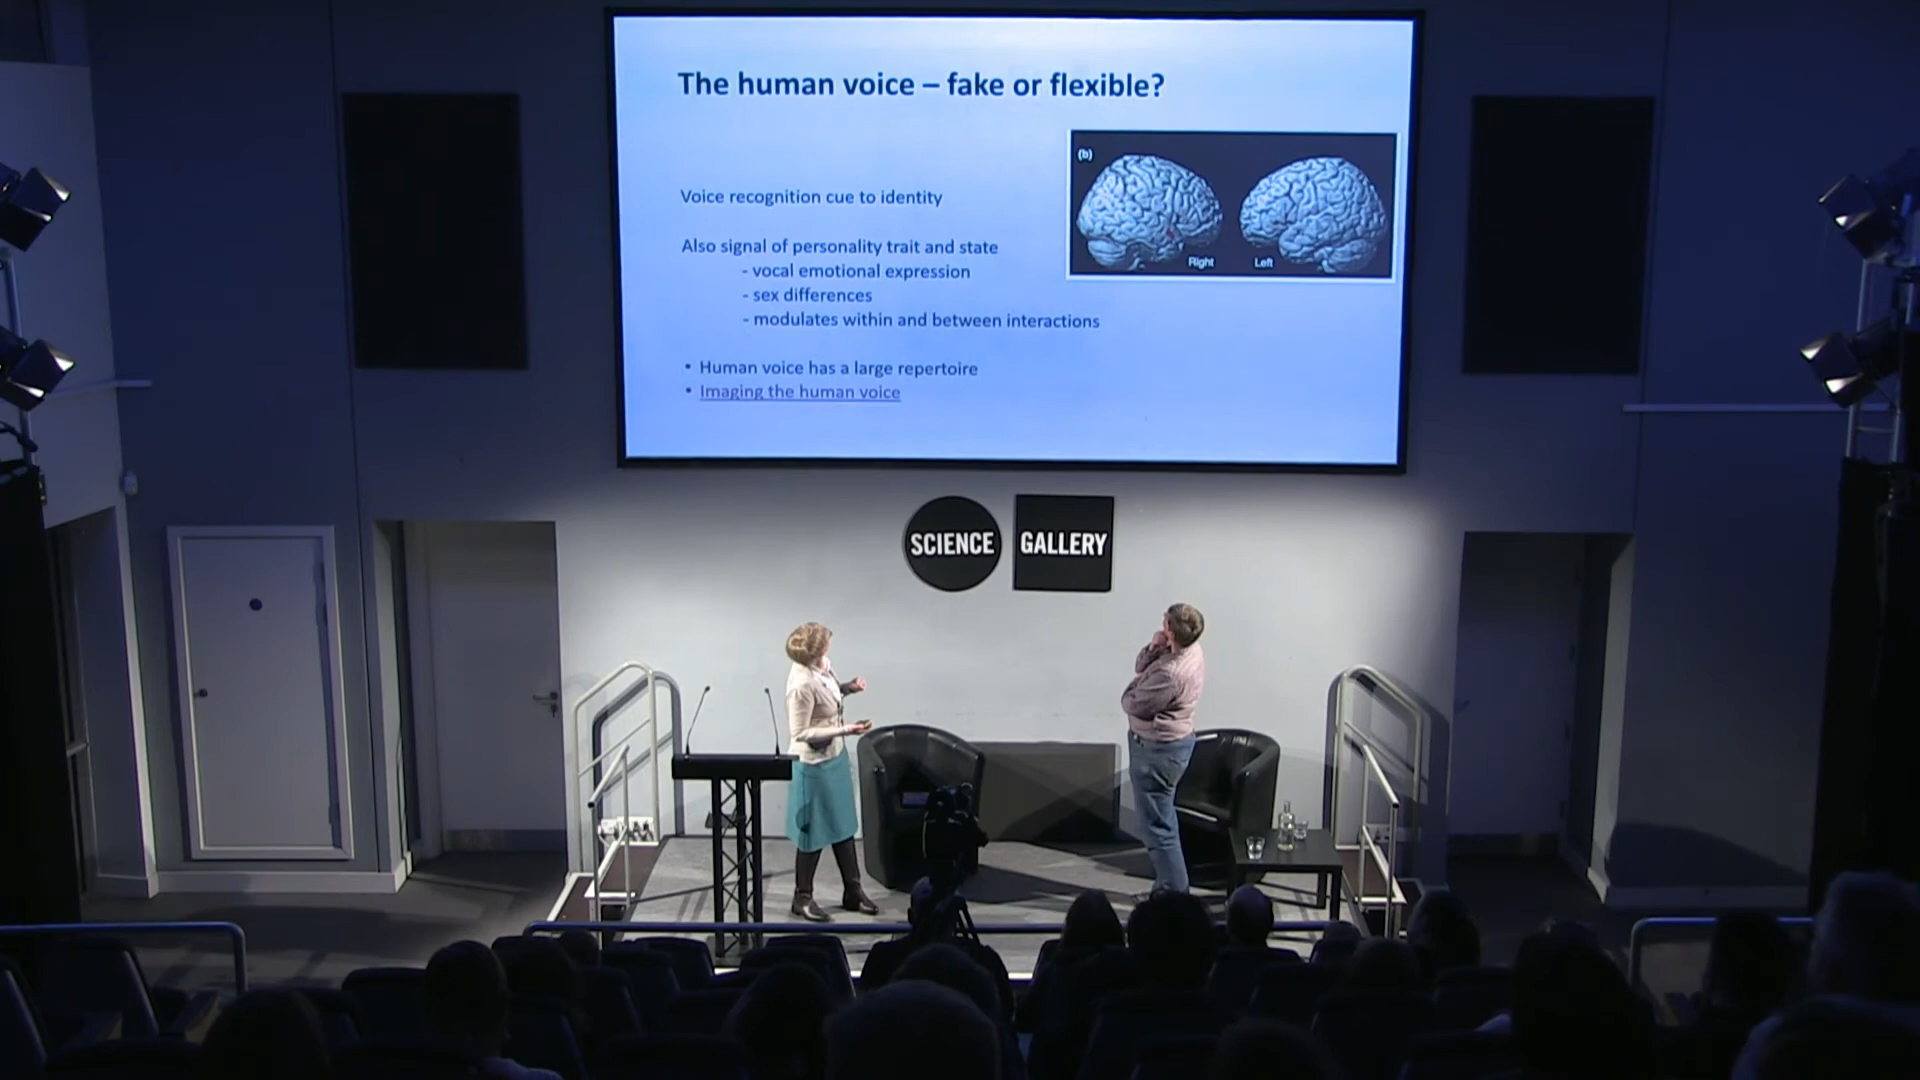 The human voice – fake or flexible?
(b)
Right Left
Voice recognition cue to identity
Also signal of personality trait and state
- vocal emotional expression
- sex differences
- modulates within and between interactions
• Human voice has a large repertoire
• Imaging the human voice
SCIENCE GALLERY